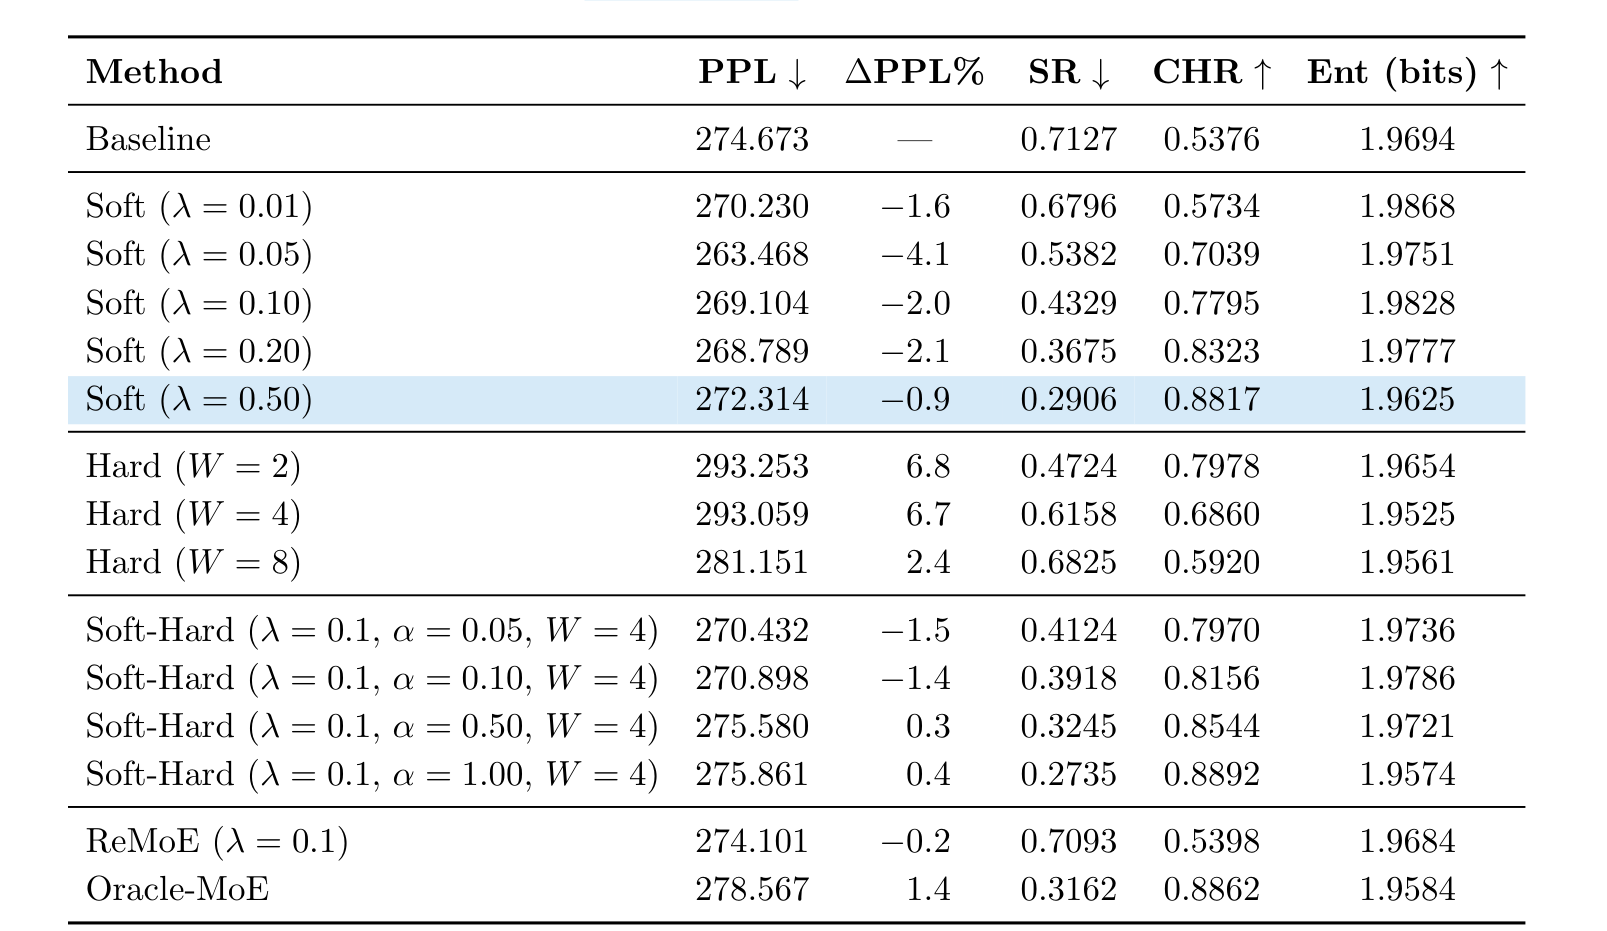 Method PPL ↓ ΔPPL% SR ↓ CHR ↑ Ent (bits) ↑
Baseline 274.673 — 0.7127 0.5376 1.9694
Soft (λ = 0.01) 270.230 −1.6 0.6796 0.5734 1.9868
Soft (λ = 0.05) 263.468 −4.1 0.5382 0.7039 1.9751
Soft (λ = 0.10) 269.104 −2.0 0.4329 0.7795 1.9828
Soft (λ = 0.20) 268.789 −2.1 0.3675 0.8323 1.9777
Soft (λ = 0.50) 272.314 −0.9 0.2906 0.8817 1.9625
Hard (W = 2) 293.253 6.8 0.4724 0.7978 1.9654
Hard (W = 4) 293.059 6.7 0.6158 0.6860 1.9525
Hard (W = 8) 281.151 2.4 0.6825 0.5920 1.9561
Soft-Hard (λ = 0.1, α = 0.05, W = 4) 270.432 −1.5 0.4124 0.7970 1.9736
Soft-Hard (λ = 0.1, α = 0.10, W = 4) 270.898 −1.4 0.3918 0.8156 1.9786
Soft-Hard (λ = 0.1, α = 0.50, W = 4) 275.580 0.3 0.3245 0.8544 1.9721
Soft-Hard (λ = 0.1, α = 1.00, W = 4) 275.861 0.4 0.2735 0.8892 1.9574
ReMoE (λ = 0.1) 274.101 −0.2 0.7093 0.5398 1.9684
Oracle-MoE 278.567 1.4 0.3162 0.8862 1.9584